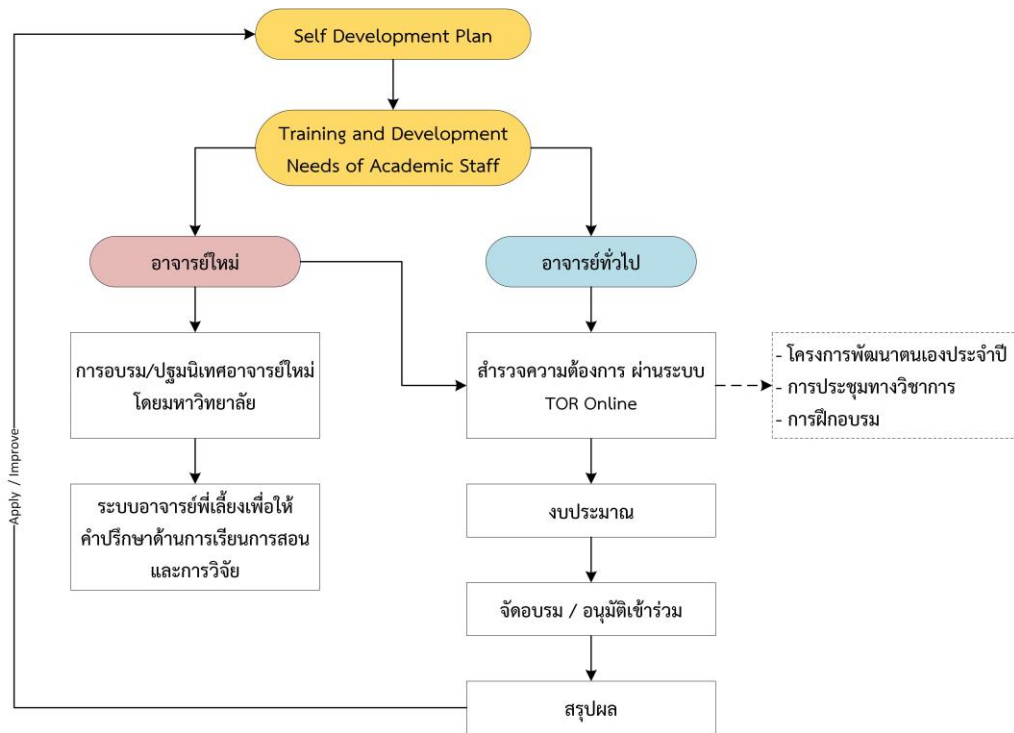 Self Development Plan
Training and Development
Needs of Academic Staff
อาจารย์ใหม่
อาจารย์ทั่วไป
การอบรม/ปฐมนิเทศอาจารย์ใหม่
โดยมหาวิทยาลัย
สำรวจความต้องการ ผ่านระบบ
TOR Online
- โครงการพัฒนาตนเองประจำปี
- การประชุมทางวิชาการ
- การฝึกอบรม
ระบบอาจารย์พี่เลี้ยงเพื่อให้
คำปรึกษาด้านการเรียนการสอน
และการวิจัย
งบประมาณ
จัดอบรม / อนุมัติเข้าร่วม
สรุปผล
Apply / Improve